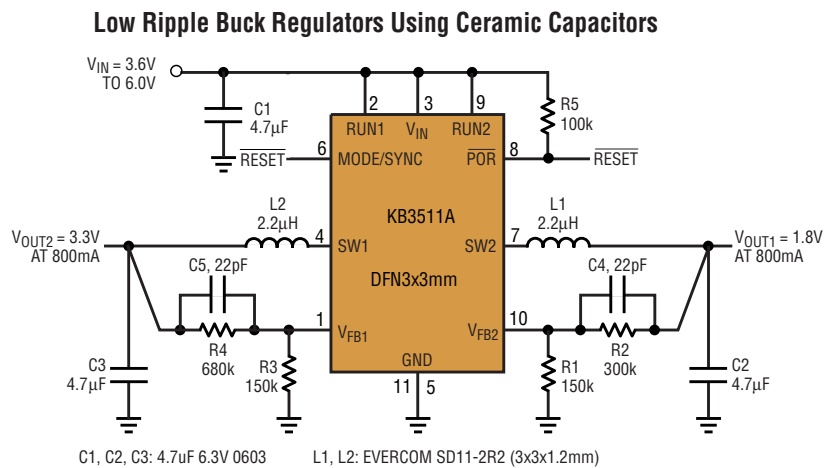 Low Ripple Buck Regulators Using Ceramic Capacitors
VIN = 3.6V
TO 6.0V
C1
4.7μF
2
3
9
R5
100k
RUN1
VIN
RUN2
RESET
6
MODE/SYNC
POR
8
RESET
L2
2.2μH
KB3511A
L1
2.2μH
VOUT2 = 3.3V
AT 800mA
4
SW1
SW2
7
VOUT1 = 1.8V
AT 800mA
C5, 22pF
DFN3x3mm
C4, 22pF
1
VFB1
VFB2
10
R4
680k
R3
150k
C3
4.7μF
GND
11
5
R1
150k
R2
300k
C2
4.7μF
C1, C2, C3: 4.7uF 6.3V 0603
L1, L2: EVERCOM SD11-2R2 (3x3x1.2mm)